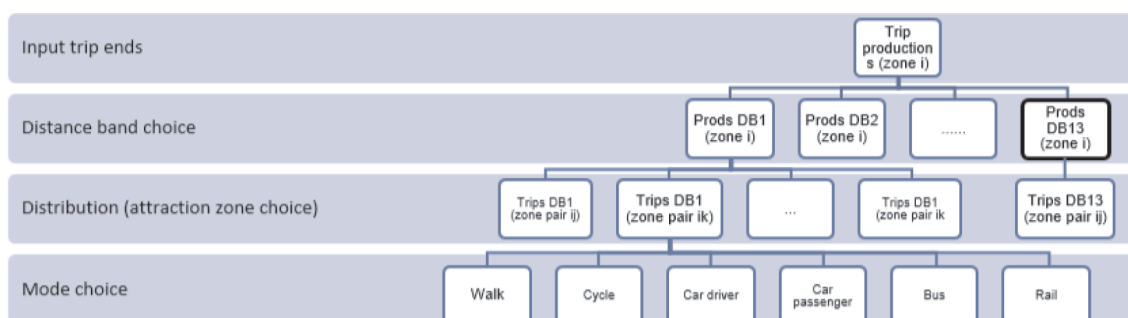 Input trip ends
Trip
production
s (zone i)
Distance band choice
Prods DB1
(zone i)
Prods DB2
(zone i)
......
Prods
DB13
(zone i)
Distribution (attraction zone choice)
Trips DB1
(zone pair ij)
Trips DB1
(zone pair ik)
...
Trips DB1
(zone pair ik
Trips DB13
(zone pair ij)
Mode choice
Walk
Cycle
Car driver
Car
passenger
Bus
Rail